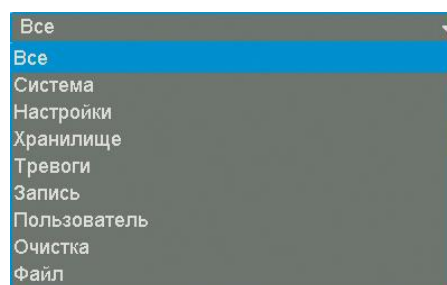 Все
Все
Система
Настройки
Хранилище
Тревоги
Запись
Пользователь
Очистка
Файл